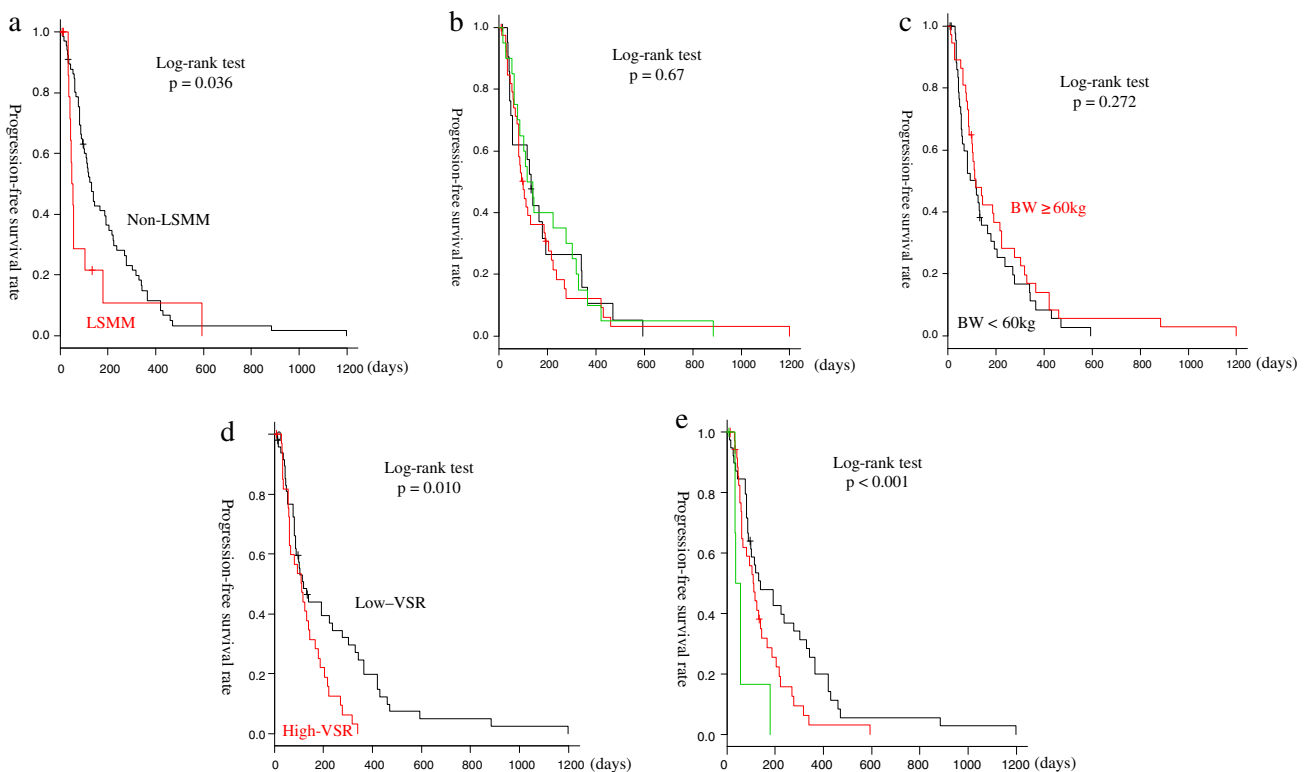 a
Log-rank test
p = 0.036
Progression-free survival rate
1.0
0.8
0.6
0.4
0.2
0.0
Non-LSMM
LSMM
0 200 400 600 800 1000 1200 (days)
b
Log-rank test
p = 0.67
Progression-free survival rate
1.0
0.8
0.6
0.4
0.2
0.0
0 200 400 600 800 1000 1200 (days)
c
Log-rank test
p = 0.272
Progression-free survival rate
1.0
0.8
0.6
0.4
0.2
0.0
BW ≥ 60kg
BW < 60kg
0 200 400 600 800 1000 1200 (days)
d
Log-rank test
p = 0.010
Progression-free survival rate
0.8
0.6
0.4
0.2
0.0
Low–VSR
High-VSR
0 200 400 600 800 1000 1200 (days)
e
Log-rank test
p < 0.001
Progression-free survival rate
1.0
0.8
0.6
0.4
0.2
0.0
0 200 400 600 800 1000 1200 (days)